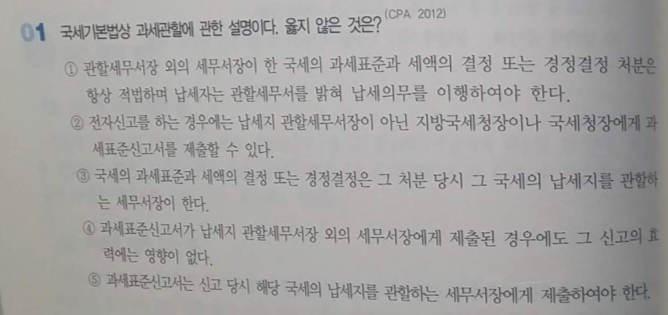 01 국세기본법상 과세관할에 관한 설명이다. 옳지 않은 것은? (CPA 2012)
① 관할세무서장 외의 세무서장이 한 국세의 과세표준과 세액의 결정 또는 경정결정 처분은
항상 적법하며 납세자는 관할세무서를 밝혀 납세의무를 이행하여야 한다.
② 전자신고를 하는 경우에는 납세지 관할세무서장이 아닌 지방국세청장이나 국세청장에게 과
세표준신고서를 제출할 수 있다.
③ 국세의 과세표준과 세액의 결정 또는 경정결정은 그 처분 당시 그 국세의 납세지를 관할하
는 세무서장이 한다.
④ 과세표준신고서가 납세지 관할세무서장 외의 세무서장에게 제출된 경우에도 그 신고의 효
력에는 영향이 없다.
⑤ 과세표준신고서는 신고 당시 해당 국세의 납세지를 관할하는 세무서장에게 제출하여야 한다.